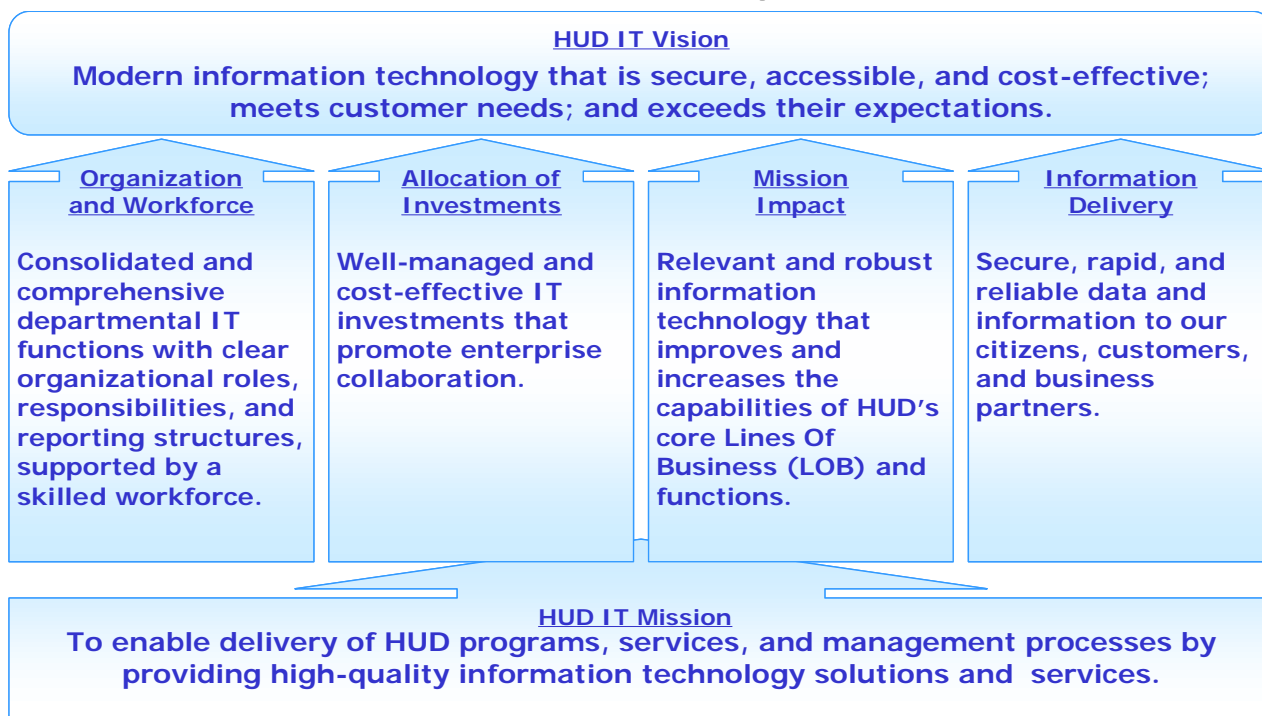 HUD IT Vision
Modern information technology that is secure, accessible, and cost-effective;
meets customer needs; and exceeds their expectations.
Organization
and Workforce
Consolidated and
comprehensive
departmental IT
functions with clear
organizational roles,
responsibilities, and
reporting structures,
supported by a
skilled workforce.
Allocation of
Investments
Well-managed and
cost-effective IT
investments that
promote enterprise
collaboration.
Mission
Impact
Relevant and robust
information
technology that
improves and
increases the
capabilities of HUD's
core Lines Of
Business (LOB) and
functions.
Information
Delivery
Secure, rapid, and
reliable data and
information to our
citizens, customers,
and business
partners.
HUD IT Mission
To enable delivery of HUD programs, services, and management processes by
providing high-quality information technology solutions and  services.